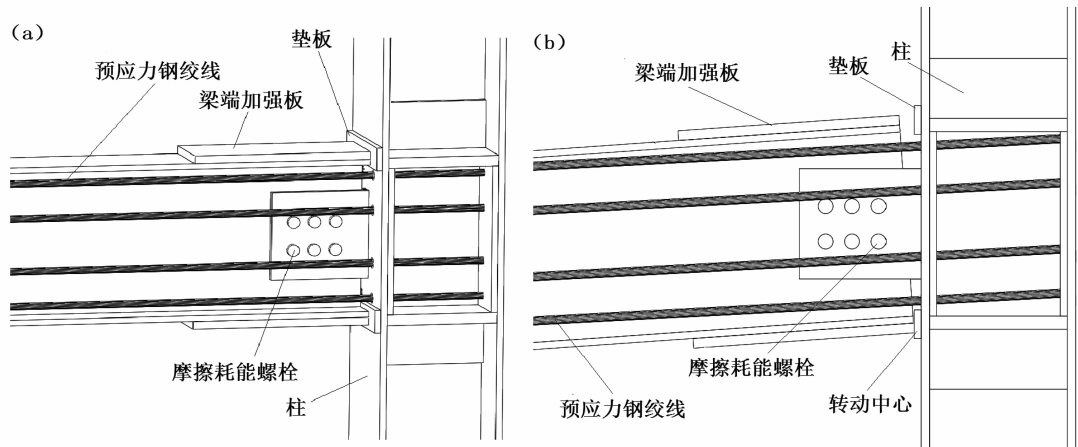 (a)
垫板
预应力钢绞线
梁端加强板
摩擦耗能螺栓
柱
(b)
柱
垫板
梁端加强板
摩擦耗能螺栓
预应力钢绞线
转动中心